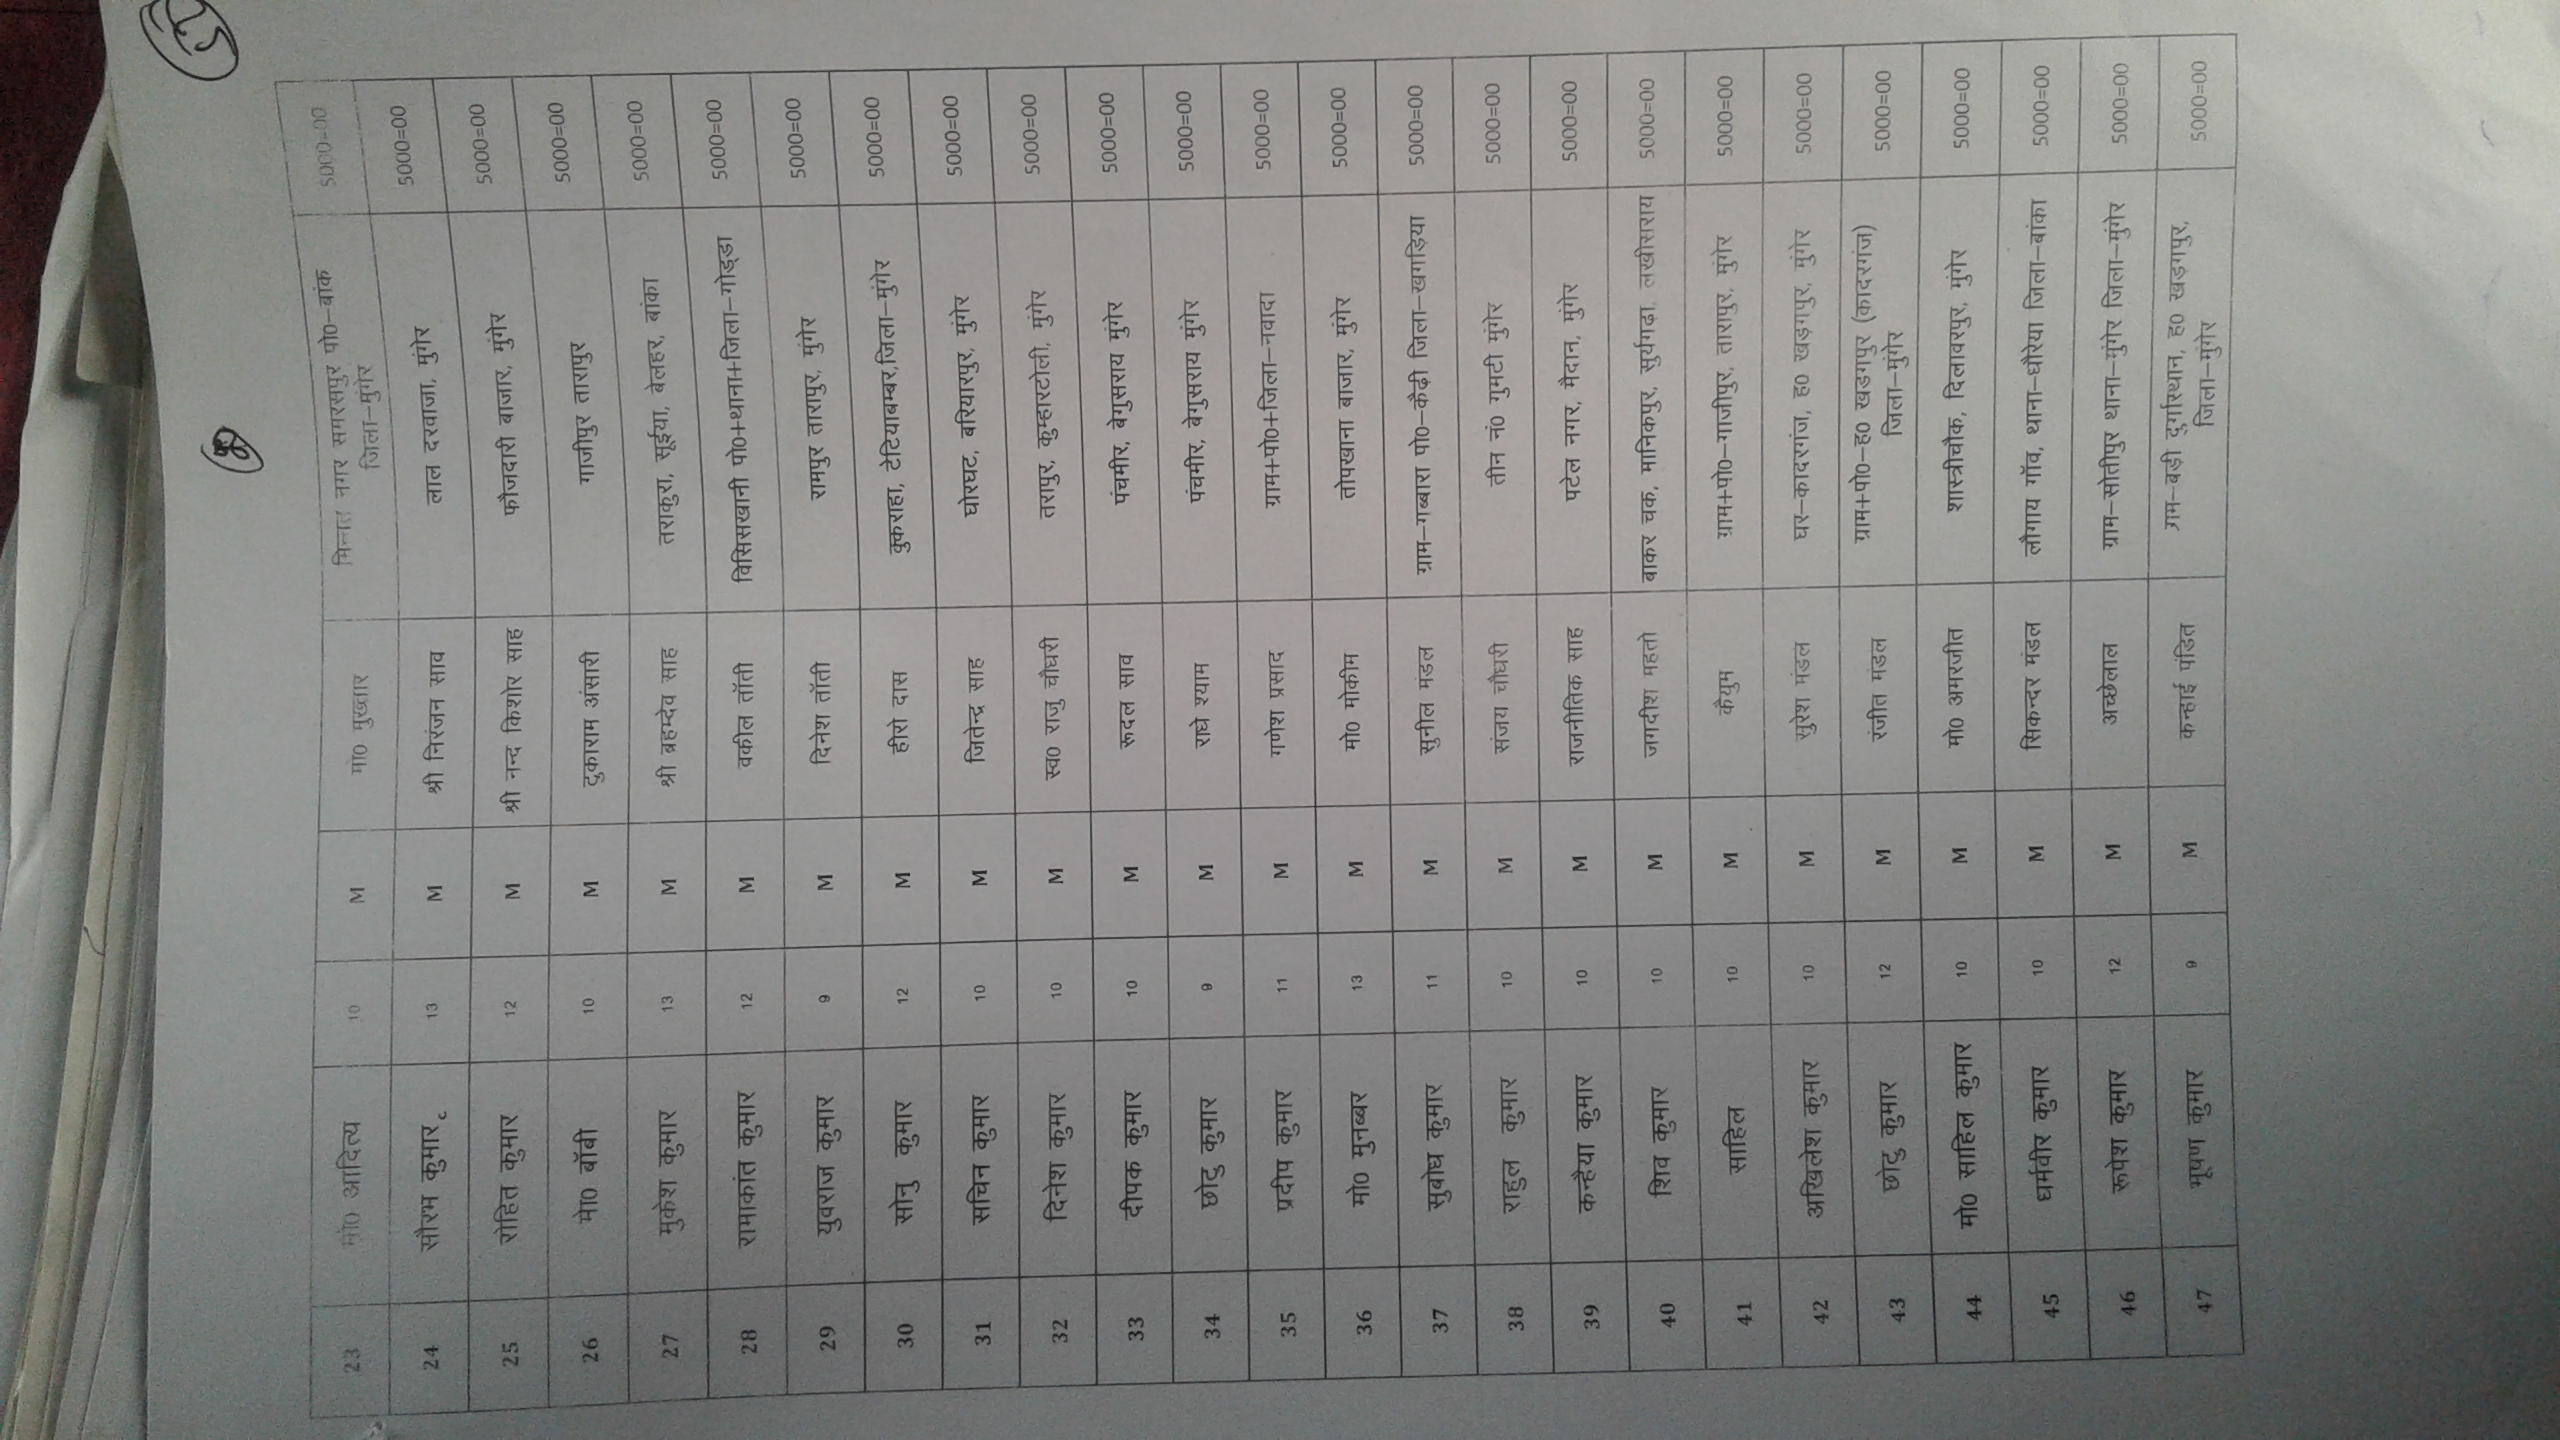 23 मो0 आदित्य 10 M मो0 मुख्तार मिन्नत नगर समरसपुर पो0–बांक 5000=00
जिला–मुंगेर
24 सौरभ कुमार 13 M श्री निरंजन साव लाल दरवाजा, मुंगेर 5000=00
25 रोहित कुमार 12 M श्री नन्द किशोर साह फौजदारी बाजार, मुंगेर 5000=00
26 मेा0 बॉबी 10 M टुकाराम अंसारी गाजीपुर तारापुर 5000=00
27 मुकेश कुमार 13 M श्री ब्रहम्देव साह तराकुरा, सूईया, बेलहर, बांका 5000=00
28 रामाकांत कुमार 12 M वकील तॉती विसिसखानी पो0+थाना+जिला–गोड्डा 5000=00
29 युवराज कुमार 9 M दिनेश तॉती रामपुर तारापुर, मुंगेर 5000=00
30 सोनु कुमार 12 M हीरो दास क्रुकराहा, टेटियाबम्बर,जिला–मुंगेर 5000=00
31 सचिन कुमार 10 M जितेन्द्र साह घोरघट, बरियारपुर, मुंगेर 5000=00
32 दिनेश कुमार 10 M स्व0 राजु चौधरी तरापुर, कुम्हारटोली, मुंगेर 5000=00
33 दीपक कुमार 10 M रूदल साव पंचमीर, बेगुसराय मुंगेर 5000=00
34 छोटु कुमार 9 M राधे श्याम पंचमीर, बेगुसराय मुंगेर 5000=00
35 प्रदीप कुमार 11 M गणेश प्रसाद ग्राम+पो0+जिला–नवादा 5000=00
36 मो0 मुनब्बर 13 M मो0 मोकीम तोपखाना बाजार, मुंगेर 5000=00
37 सुबोध कुमार 11 M सुनील मंडल ग्राम–गब्बारा पो0–कैढ़ी जिला–खगड़िया 5000=00
38 राहुल कुमार 10 M संजय चौधरी तीन नं0 गुमटी मुंगेर 5000=00
39 कन्हैया कुमार 10 M राजनीतिक साह पटेल नगर, मैदान, मुंगेर 5000=00
40 शिव कुमार 10 M जगदीश महतो बाकर चक, मानिकपुर, सुर्यगढ़ा, लखीसराय 5000=00
41 साहिल 10 M कैयुम ग्राम+पो0–गाजीपुर, तारापुर, मुंगेर 5000=00
42 अखिलेश कुमार 10 M सुरेश मंडल घर–कादरगंज, ह0 खड़गपुर, मुंगेर 5000=00
43 छोटु कुमार 12 M रंजीत मंडल ग्राम+पो0–ह0 खडगपुर (कादरगंज) 5000=00
जिला–मुंगेर
44 मो0 साहिल कुमार 10 M मो0 अमरजीत शास्त्रीचौक, दिलावरपुर, मुंगेर 5000=00
45 धर्मवीर कुमार 10 M सिकन्दर मंडल लौगाय गॉव, थाना–धौरेया जिला–बांका 5000=00
46 रूपेश कुमार 12 M अच्छेलाल ग्राम–सोतीपुर थाना–मुंगेर जिला–मुंगेर 5000=00
47 भूषण कुमार 9 M कन्हाई पंडित ग्रम–बड़ी दुर्गास्थान, ह0 खड़गपुर, 5000=00
जिला–मुंगेर